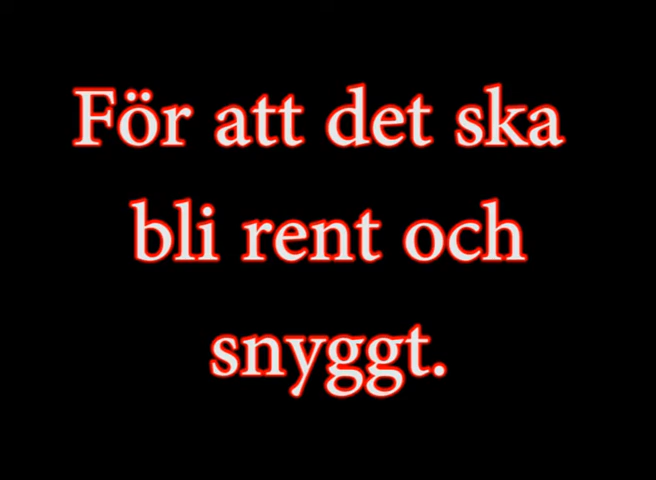 För att det ska
bli rent och
snyggt.